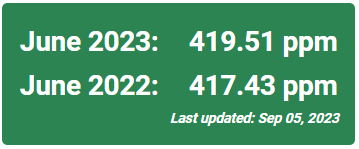 June 2023: 419.51 ppm
June 2022: 417.43 ppm
Last updated: Sep 05, 2023